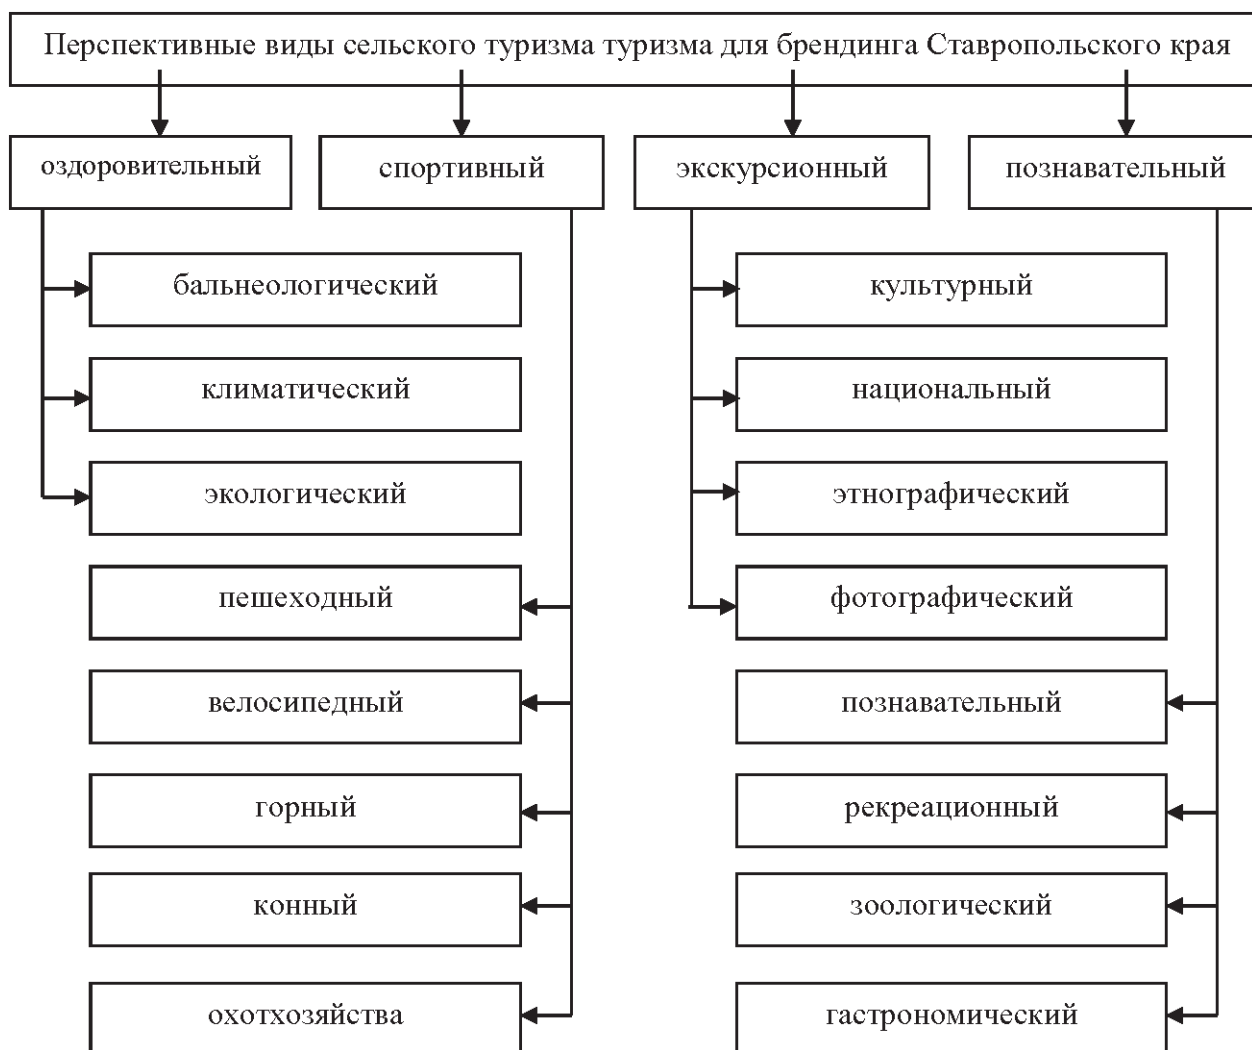 Перспективные виды сельского туризма туризма для брендинга Ставропольского края
оздоровительный
спортивный
экскурсионный
познавательный
бальнеологический
климатический
экологический
пешеходный
велосипедный
горный
конный
охотхозяйства
культурный
национальный
этнографический
фотографический
познавательный
рекреационный
зоологический
гастрономический